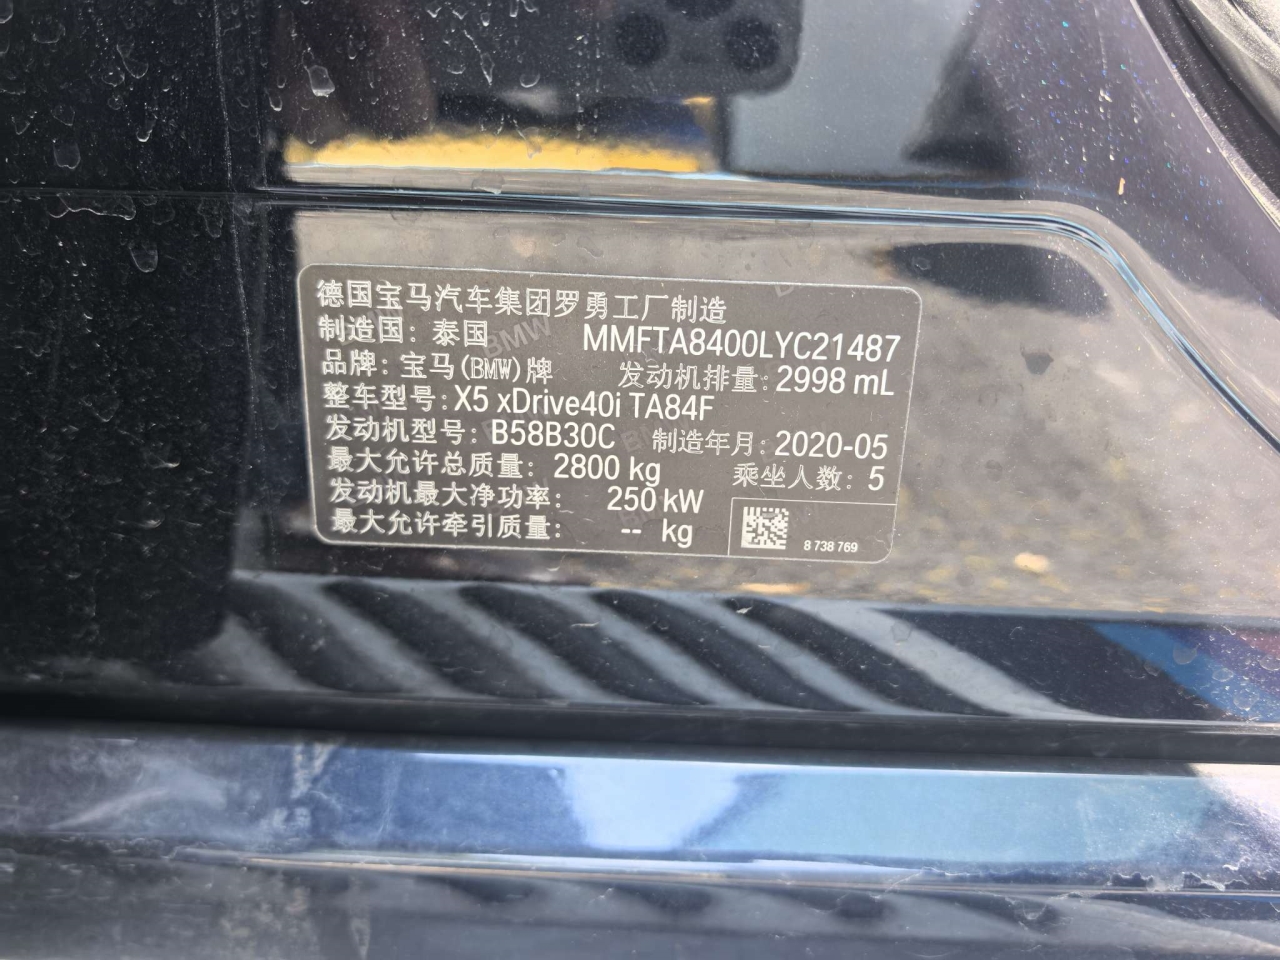 德国宝马汽车集团罗勇工厂制造
制造国：泰国 MMFTA8400LYC21487
品牌：宝马(BMW)牌 发动机排量：2998 mL
整车型号：X5 xDrive40i TA84F
发动机型号：B58B30C 制造年月：2020-05
最大允许总质量：2800 kg 乘坐人数：5
发动机最大净功率：250 kW
最大允许牵引质量：-- kg
8 738 769